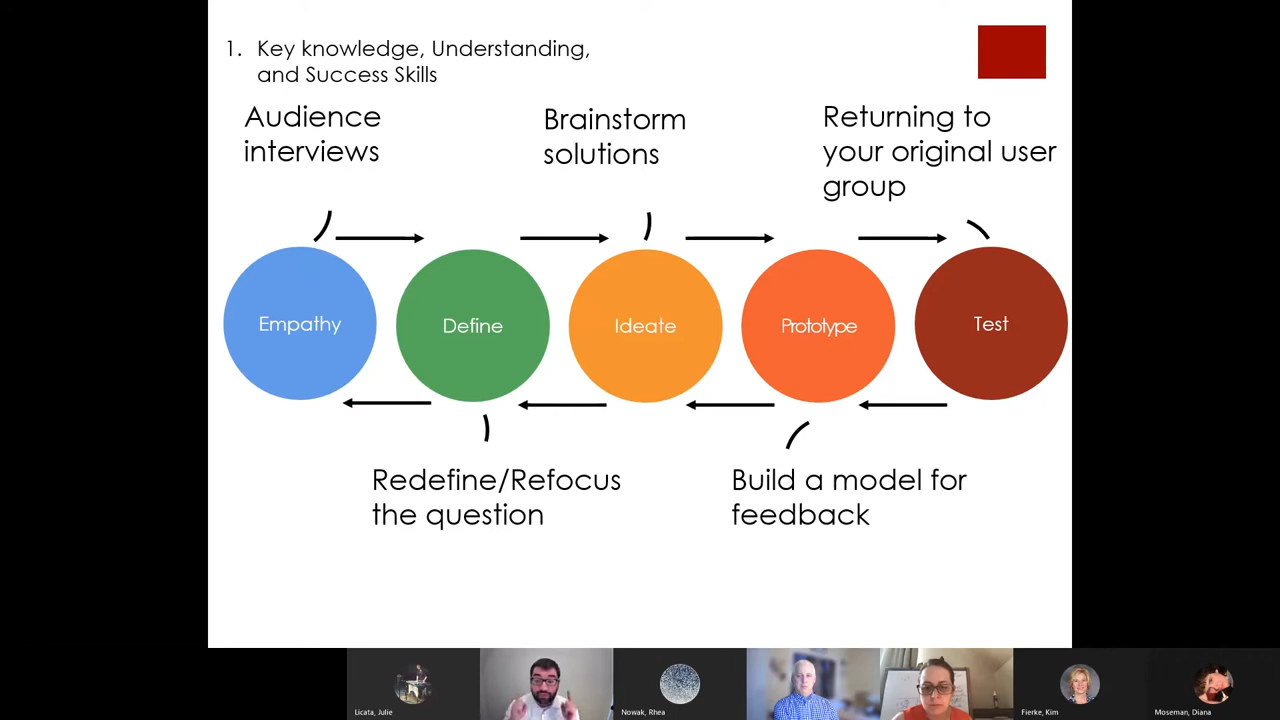 1. Key knowledge, Understanding,
and Success Skills
Audience
interviews
Brainstorm
solutions
Returning to
your original user
group
Empathy
Define
Ideate
Prototype
Test
Redefine/Refocus
the question
Build a model for
feedback
Licata, Julie
Nowak, Rhea
Fierke, Kim
Moseman, Diana